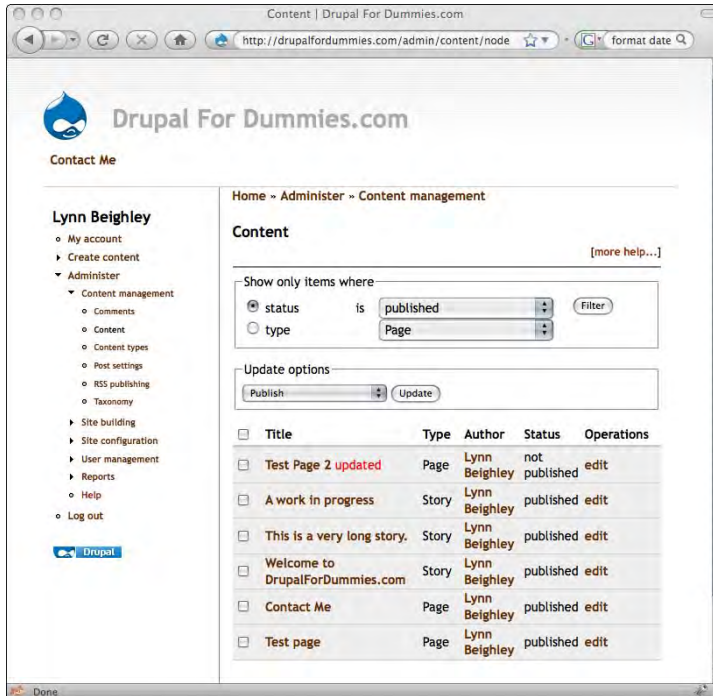 Content | Drupal For Dummies.com
http://drupalfordummies.com/admin/content/node
format date
Drupal For Dummies.com
Contact Me
Lynn Beighley
My account
Create content
Administer
Content management
Comments
Content
Content types
Post settings
RSS publishing
Taxonomy
Site building
Site configuration
User management
Reports
Help
Log out
Drupal
Home » Administer » Content management
Content
[more help...]
Show only items where
status is published Filter
type Page
Update options
Publish Update
Title Type Author Status Operations
Test Page 2 updated Page Lynn Beighley not published edit
A work in progress Story Lynn Beighley published edit
This is a very long story. Story Lynn Beighley published edit
Welcome to DrupalForDummies.com Story Lynn Beighley published edit
Contact Me Page Lynn Beighley published edit
Test page Page Lynn Beighley published edit
Done